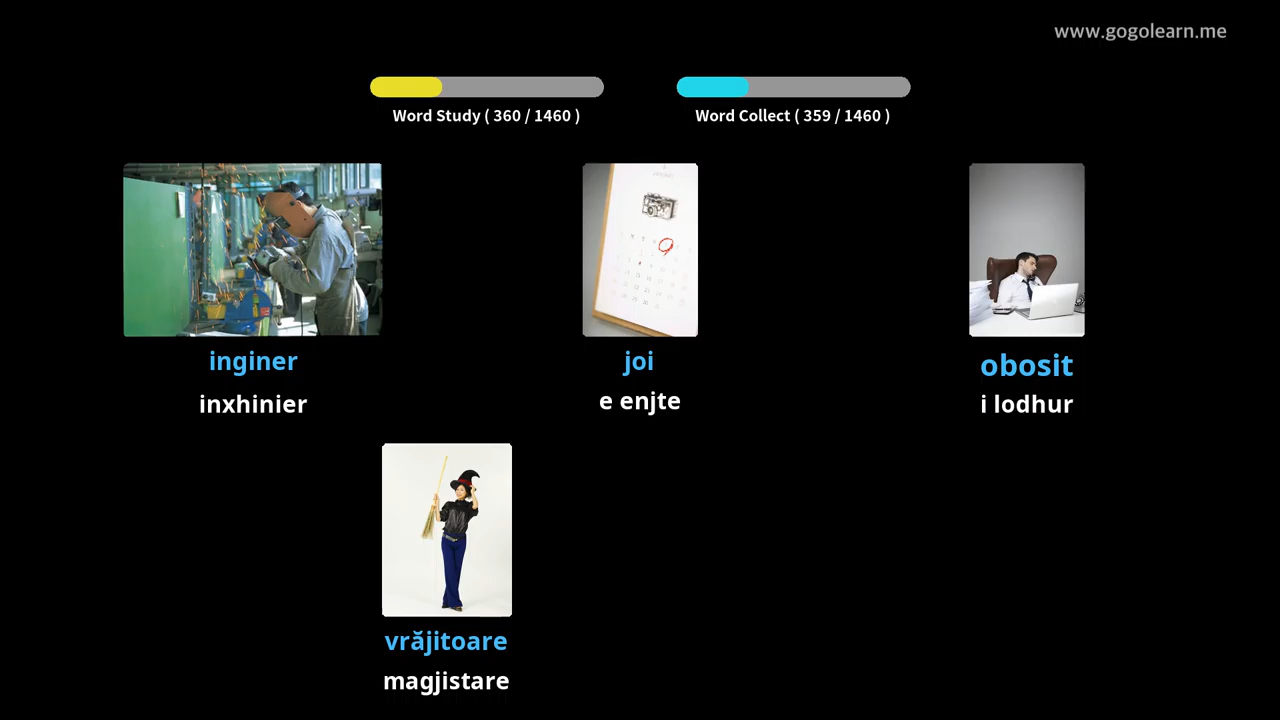 www.gogolearn.me
Word Study ( 360 / 1460 )
Word Collect ( 359 / 1460 )
inginer
inxhinier
joi
e enjte
obosit
i lodhur
vrăjitoare
magjistare